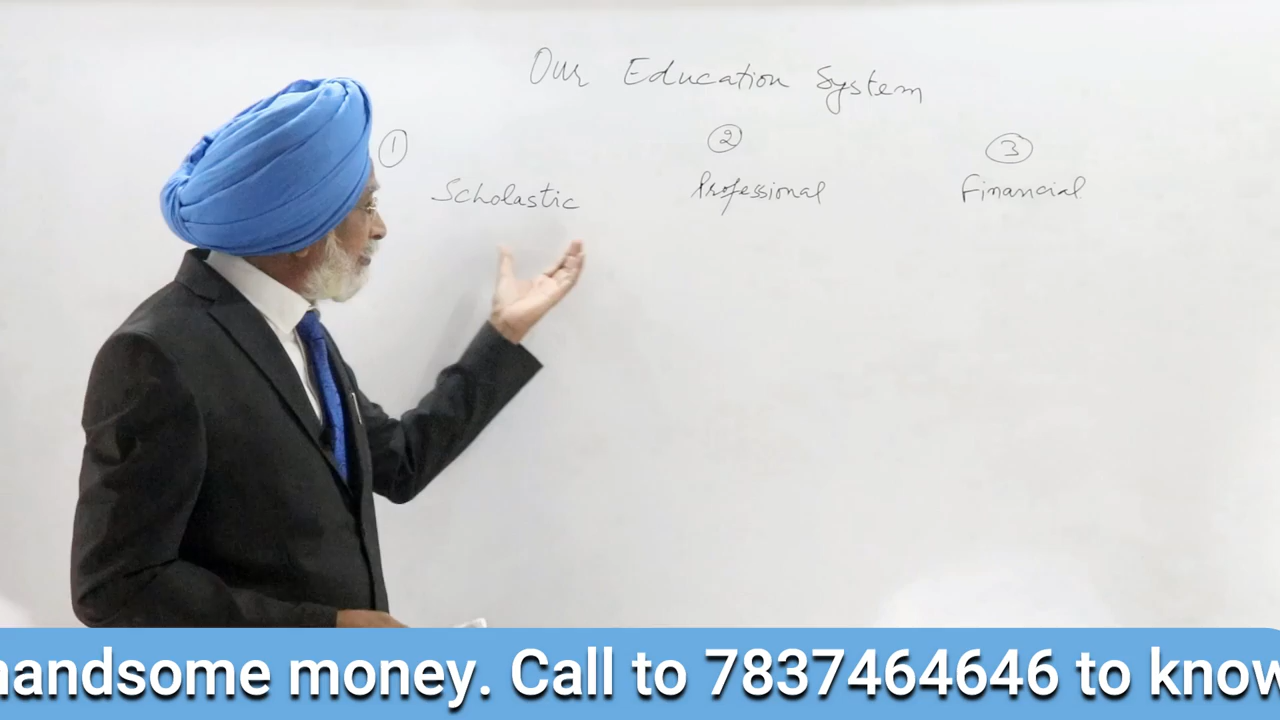 Our Education System
① ② ③
Scholastic Professional Financial
handsome money. Call to 7837464646 to know